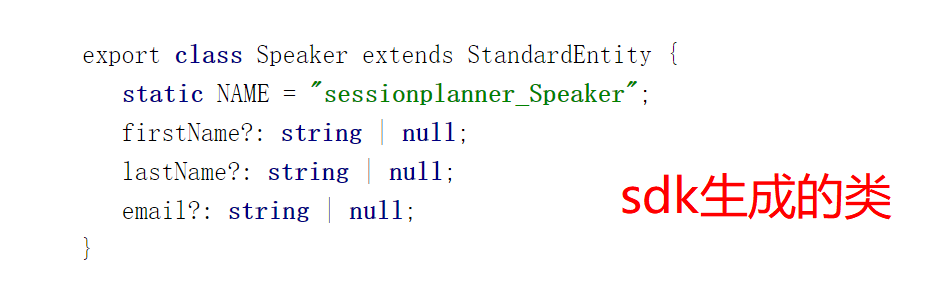 export class Speaker extends StandardEntity {
static NAME = "sessionplanner_Speaker";
firstName?: string | null;
lastName?: string | null;
email?: string | null;
sdk生成的类
}